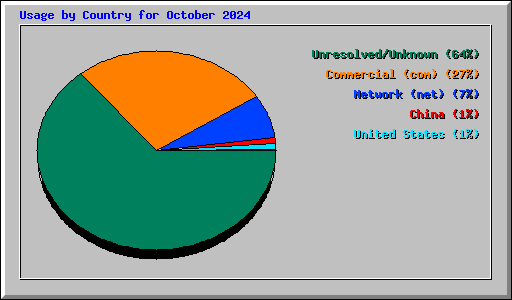 Usage by Country for October 2024
Unresolved/Unknown (64%)
Commercial (com) (27%)
Network (net) (7%)
China (1%)
United States (1%)